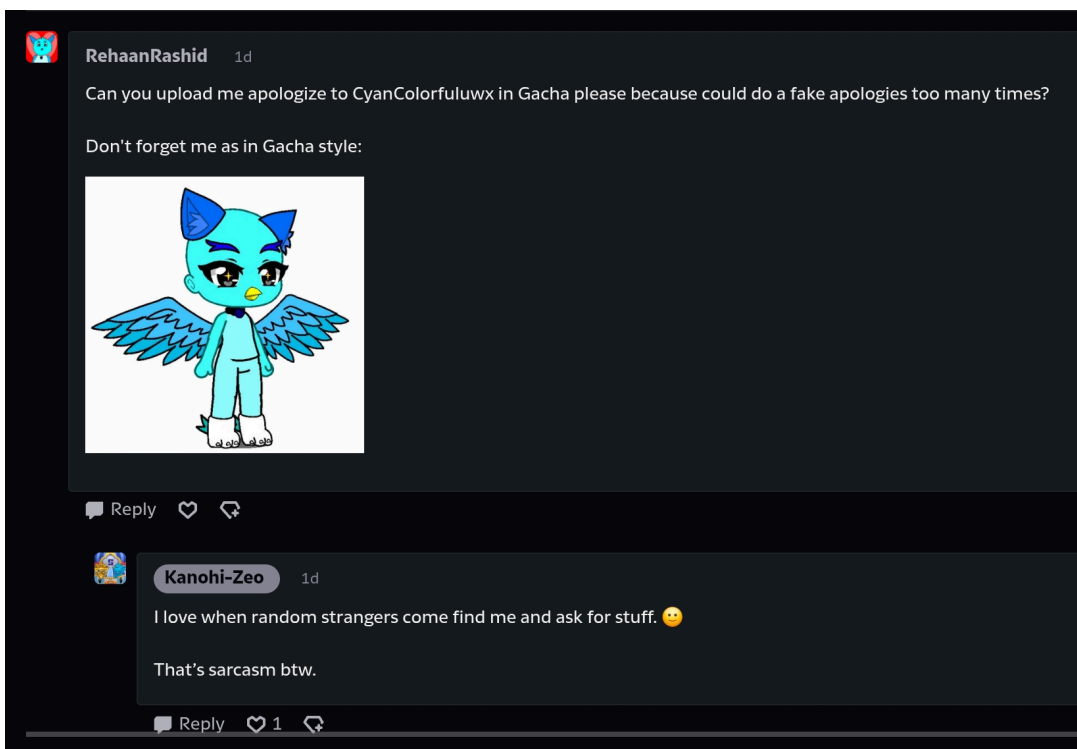 RehaanRashid 1d
Can you upload me apologize to CyanColorfuluwx in Gacha please because could do a fake apologies too many times?
Don't forget me as in Gacha style:
Reply
Kanohi-Zeo 1d
I love when random strangers come find me and ask for stuff. 🙂
That’s sarcasm btw.
Reply 1